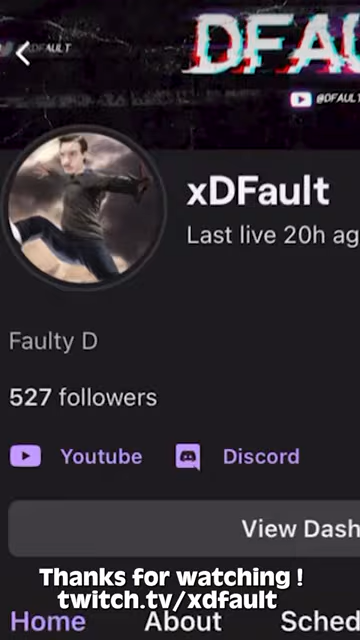 DFAULT
DFAU
@DFAULT
xDFault
Last live 20h ag
Faulty D
527 followers
Youtube
Discord
View Dash
Thanks for watching !
twitch.tv/xdfault
Home
About
Sched